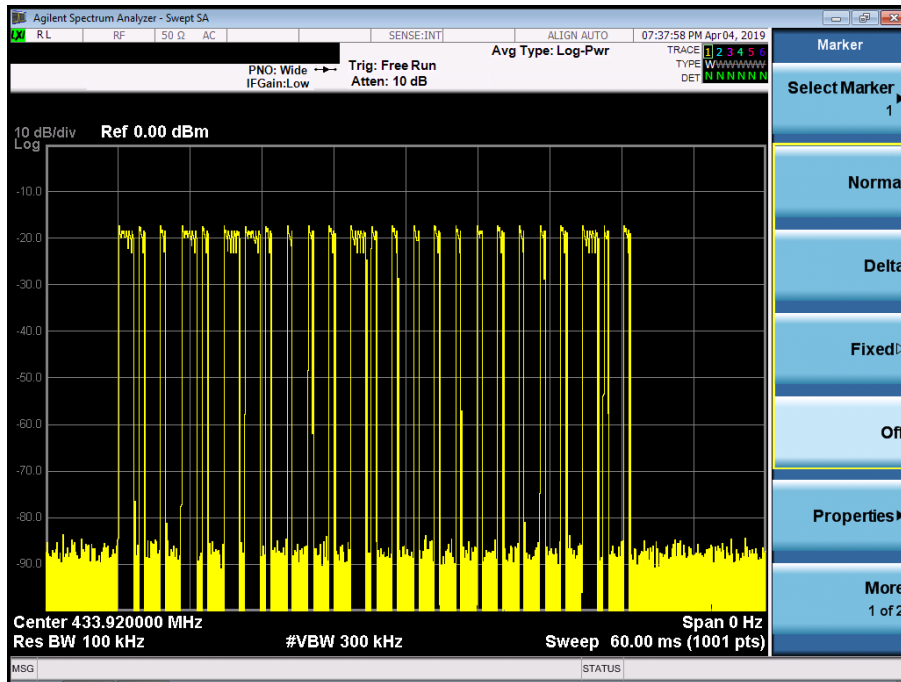 Agilent Spectrum Analyzer - Swept SA
LXI RL RF 50 Ω AC SENSE:INT ALIGN AUTO 07:37:58 PM Apr 04, 2019
Marker
Avg Type: Log-Pwr TRACE 1 2 3 4 5 6
PNO: Wide Trig: Free Run TYPE WWWWWW
IFGain:Low Atten: 10 dB DET N N N N N N
Select Marker
1
10 dB/div Ref 0.00 dBm
Log
Norma
-10.0
-20.0
Delta
-30.0
Fixed
-40.0
-50.0
-60.0
Off
-70.0
-80.0
Properties
-90.0
More
1 of 2
Center 433.920000 MHz Span 0 Hz
Res BW 100 kHz #VBW 300 kHz Sweep 60.00 ms (1001 pts)
MSG STATUS